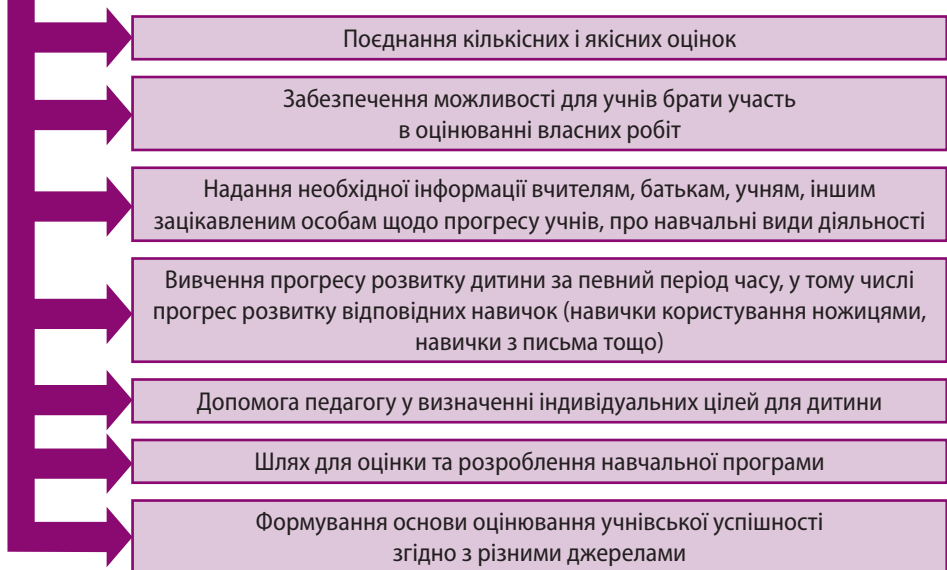 Поєднання кількісних і якісних оцінок
Забезпечення можливості для учнів брати участь
в оцінюванні власних робіт
Надання необхідної інформації вчителям, батькам, учням, іншим
зацікавленим особам щодо прогресу учнів, про навчальні види діяльності
Вивчення прогресу розвитку дитини за певний період часу, у тому числі
прогрес розвитку відповідних навичок (навички користування ножицями,
навички з письма тощо)
Допомога педагогу у визначенні індивідуальних цілей для дитини
Шлях для оцінки та розроблення навчальної програми
Формування основи оцінювання учнівської успішності
згідно з різними джерелами